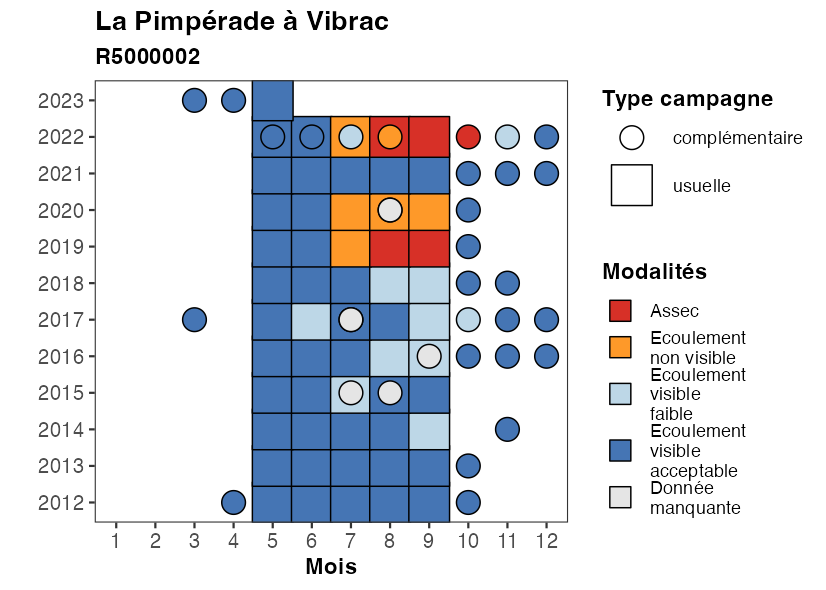 La Pimpérade à Vibrac
R5000002
2023
2022
2021
2020
2019
2018
2017
2016
2015
2014
2013
2012
1 2 3 4 5 6 7 8 9 10 11 12
Mois
Type campagne
complémentaire
usuelle
Modalités
Assec
Ecoulement
non visible
Ecoulement
visible
faible
Ecoulement
visible
acceptable
Donnée
manquante